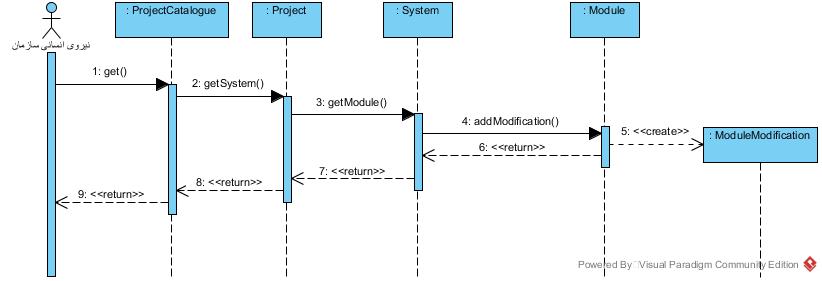 : ProjectCatalogue
: Project
: System
: Module
نیروی انسانی سازمان
1: get()
2: getSystem()
3: getModule()
4: addModification()
5: <<create>>
: ModuleModification
6: <<return>>
7: <<return>>
8: <<return>>
9: <<return>>
Powered By Visual Paradigm Community Edition